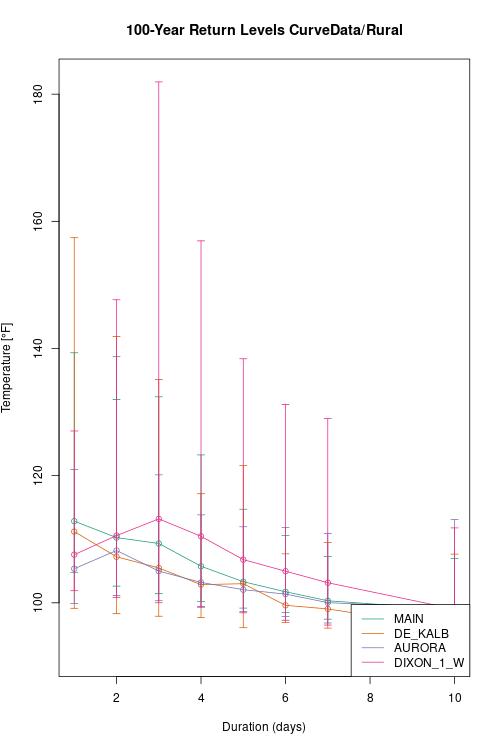 100-Year Return Levels CurveData/Rural
Temperature [°F]
180
160
140
120
100
2
4
6
8
10
Duration (days)
MAIN
DE_KALB
AURORA
DIXON_1_W